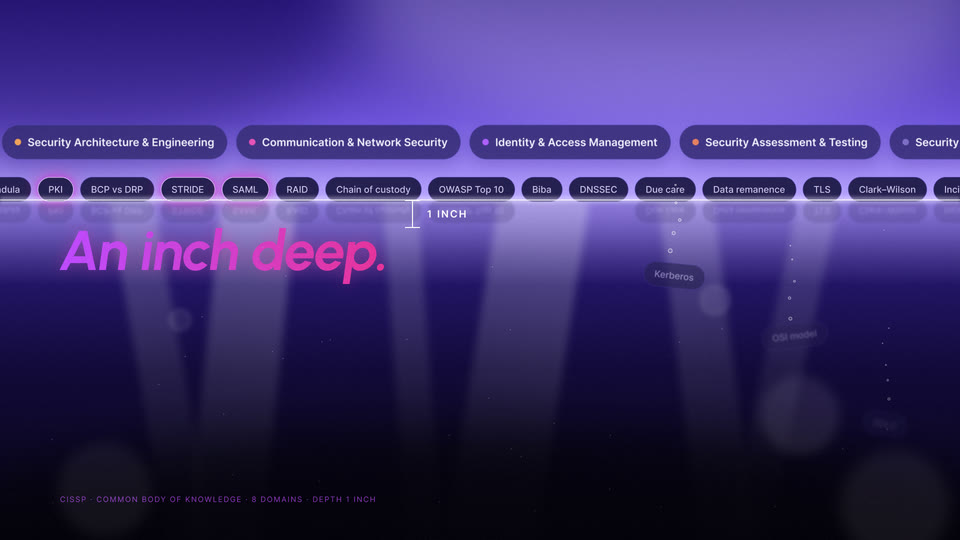 Security Architecture & Engineering Communication & Network Security Identity & Access Management Security Assessment & Testing Security
PKI BCP vs DRP STRIDE SAML RAID Chain of custody OWASP Top 10 Biba DNSSEC Due care Data remanence TLS Clark–Wilson
1 INCH
An inch deep.
Kerberos
OSI model
CISSP · COMMON BODY OF KNOWLEDGE · 8 DOMAINS · DEPTH 1 INCH